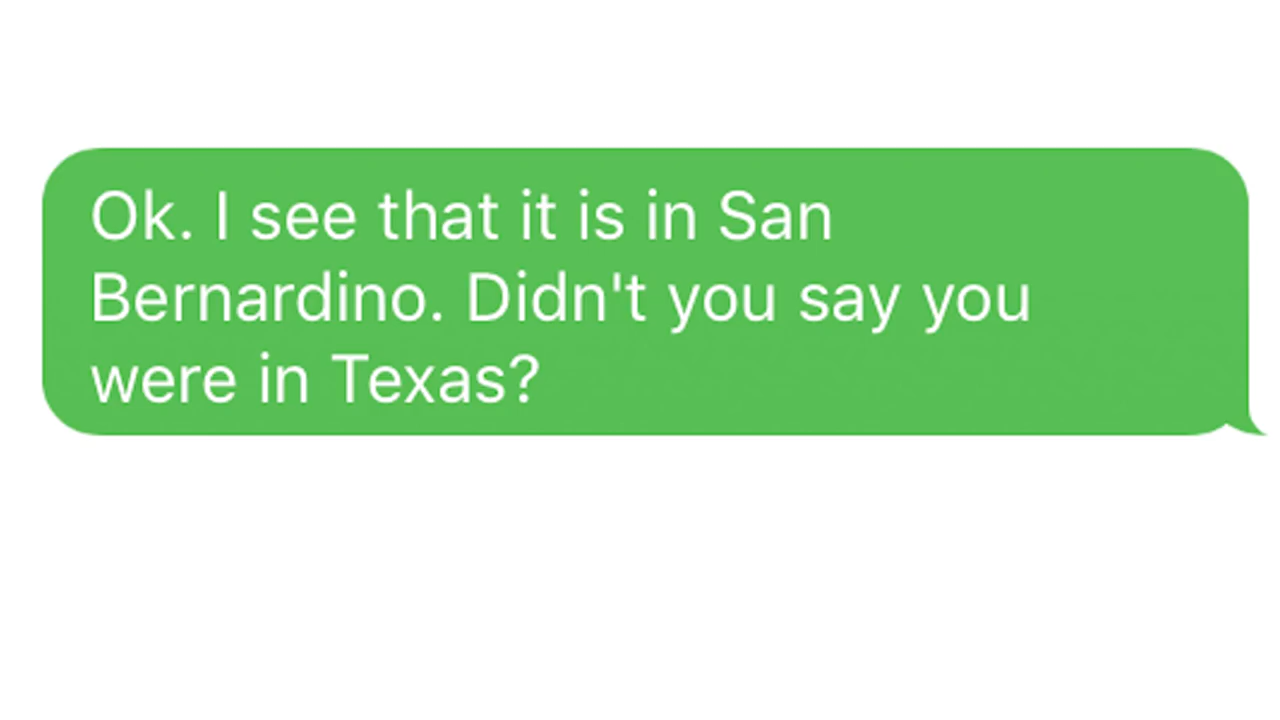 Ok. I see that it is in San
Bernardino. Didn't you say you
were in Texas?